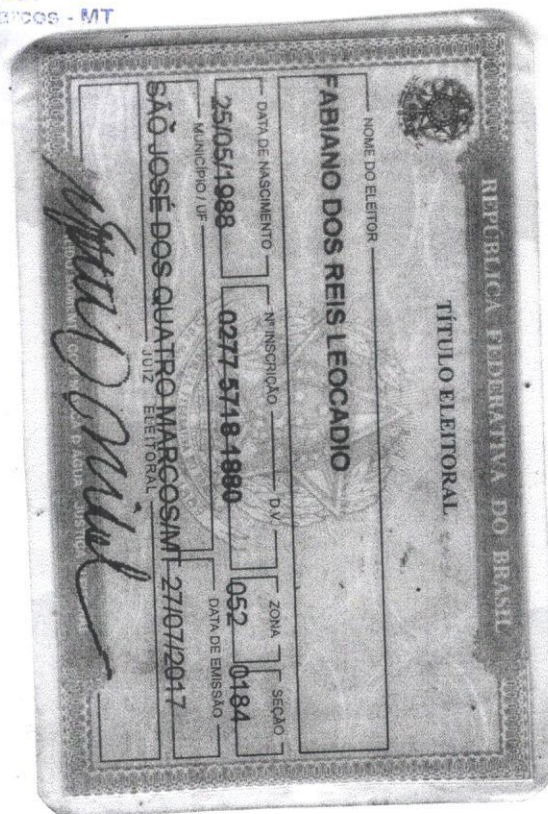 arcos - MT
REPÚBLICA FEDERATIVA DO BRASIL
TÍTULO ELEITORAL
NOME DO ELEITOR
FABIANO DOS REIS LEOCADIO
DATA DE NASCIMENTO Nº INSCRIÇÃO D.V. ZONA SEÇÃO
25/05/1988 0277 5718 1880 052 0184
MUNICÍPIO / UF DATA DE EMISSÃO
SÃO JOSÉ DOS QUATRO MARCOS/MT 27/07/2017
JUIZ ELEITORAL